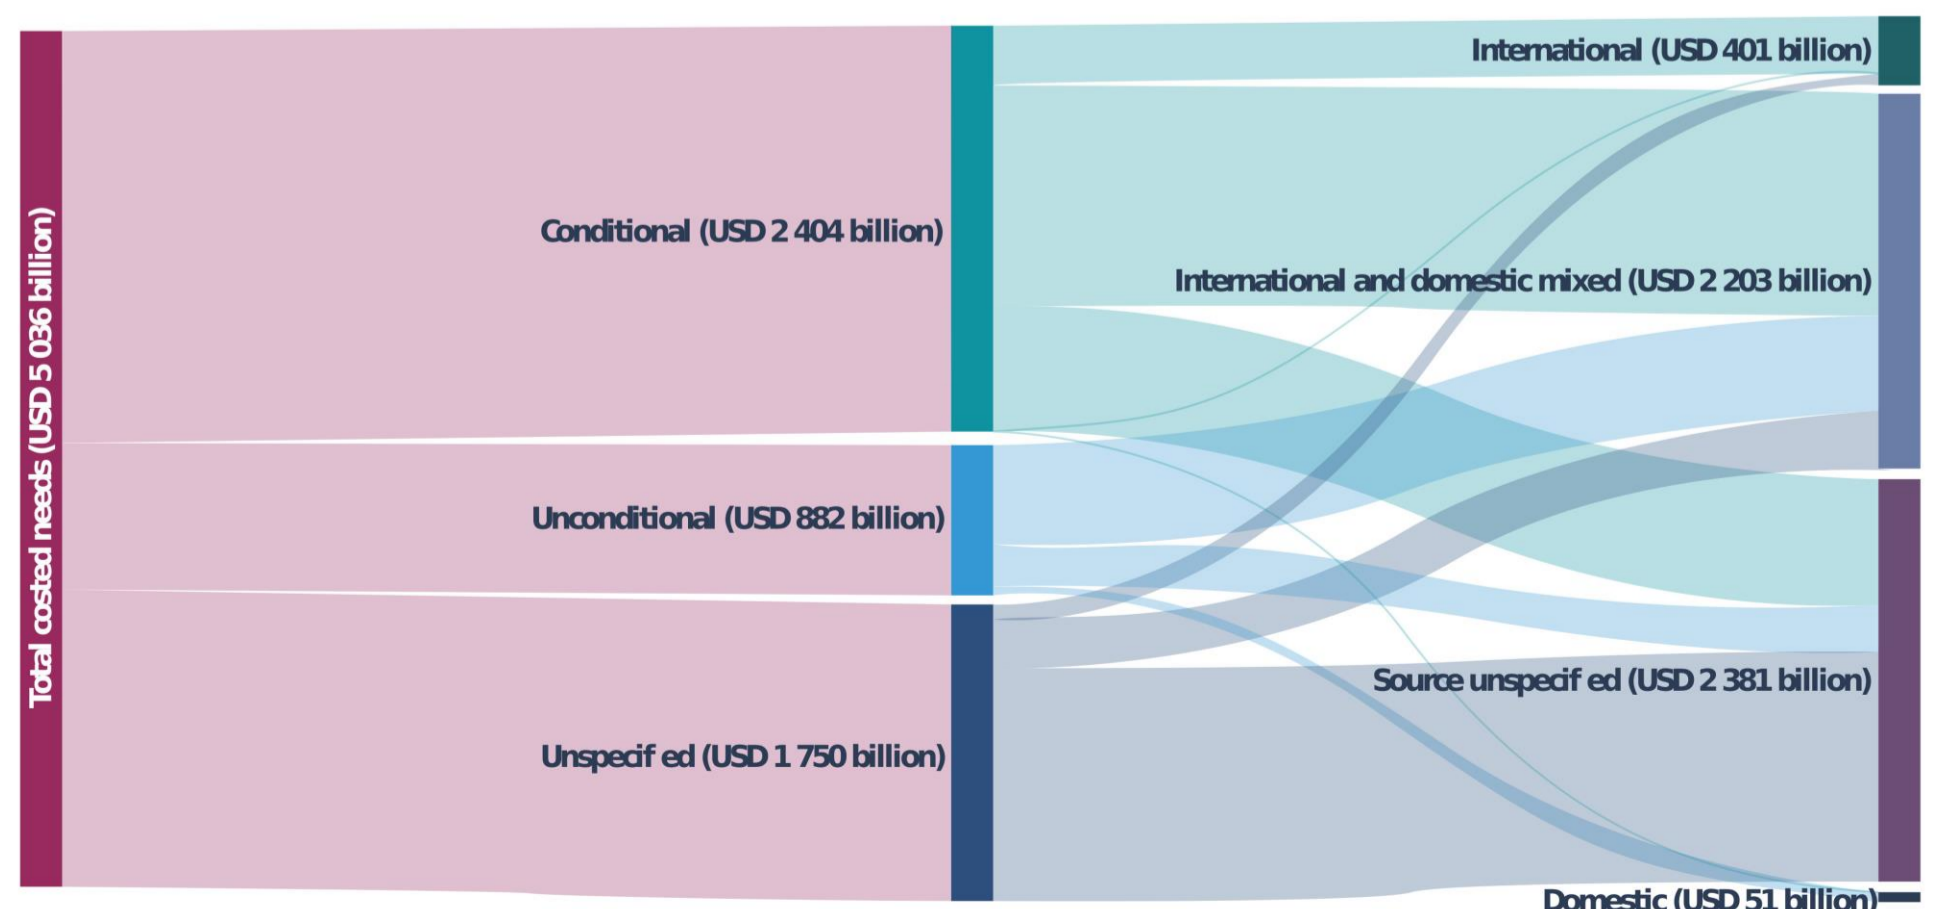 Total costed needs (USD 5 036 billion)
Conditional (USD 2 404 billion)
Unconditional (USD 882 billion)
Unspecif ed (USD 1 750 billion)
International (USD 401 billion)
International and domestic mixed (USD 2 203 billion)
Source unspecif ed (USD 2 381 billion)
Domestic (USD 51 billion)